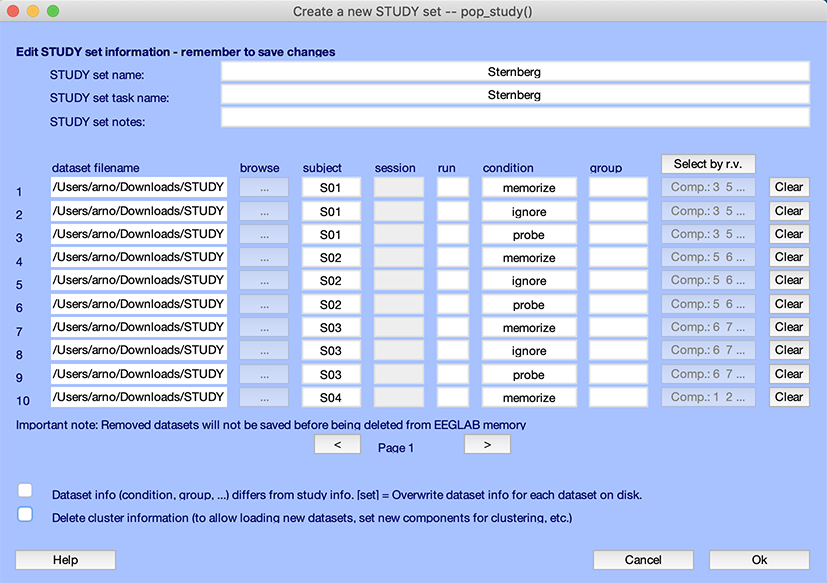 Create a new STUDY set -- pop_study()
Edit STUDY set information - remember to save changes
STUDY set name: Sternberg
STUDY set task name: Sternberg
STUDY set notes:
dataset filename browse subject session run condition group Select by r.v.
1 /Users/arno/Downloads/STUDY ... S01 memorize Comp.: 3 5 ... Clear
2 /Users/arno/Downloads/STUDY ... S01 ignore Comp.: 3 5 ... Clear
3 /Users/arno/Downloads/STUDY ... S01 probe Comp.: 3 5 ... Clear
4 /Users/arno/Downloads/STUDY ... S02 memorize Comp.: 5 6 ... Clear
5 /Users/arno/Downloads/STUDY ... S02 ignore Comp.: 5 6 ... Clear
6 /Users/arno/Downloads/STUDY ... S02 probe Comp.: 5 6 ... Clear
7 /Users/arno/Downloads/STUDY ... S03 memorize Comp.: 6 7 ... Clear
8 /Users/arno/Downloads/STUDY ... S03 ignore Comp.: 6 7 ... Clear
9 /Users/arno/Downloads/STUDY ... S03 probe Comp.: 6 7 ... Clear
10 /Users/arno/Downloads/STUDY ... S04 memorize Comp.: 1 2 ... Clear
Important note: Removed datasets will not be saved before being deleted from EEGLAB memory
< Page 1 >
Dataset info (condition, group, ...) differs from study info. [set] = Overwrite dataset info for each dataset on disk.
Delete cluster information (to allow loading new datasets, set new components for clustering, etc.)
Help Cancel Ok